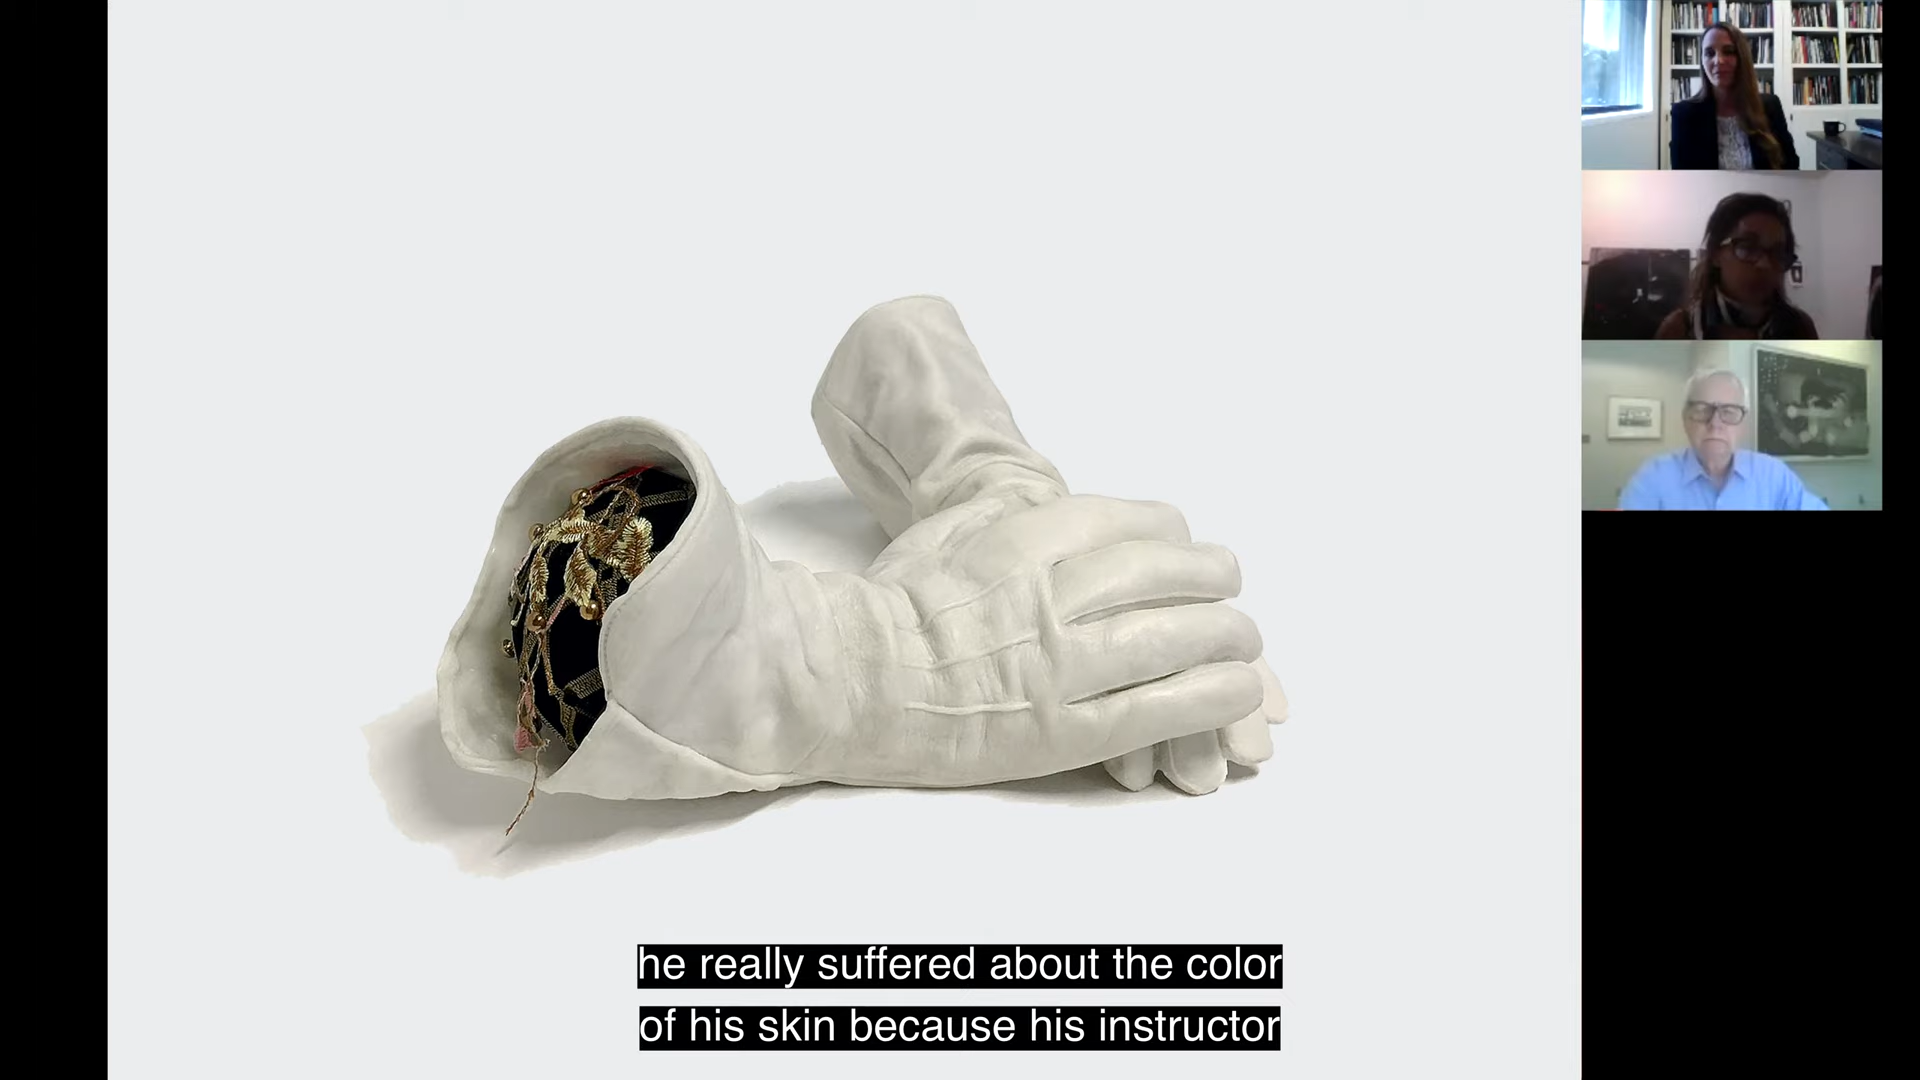 he really suffered about the color
of his skin because his instructor